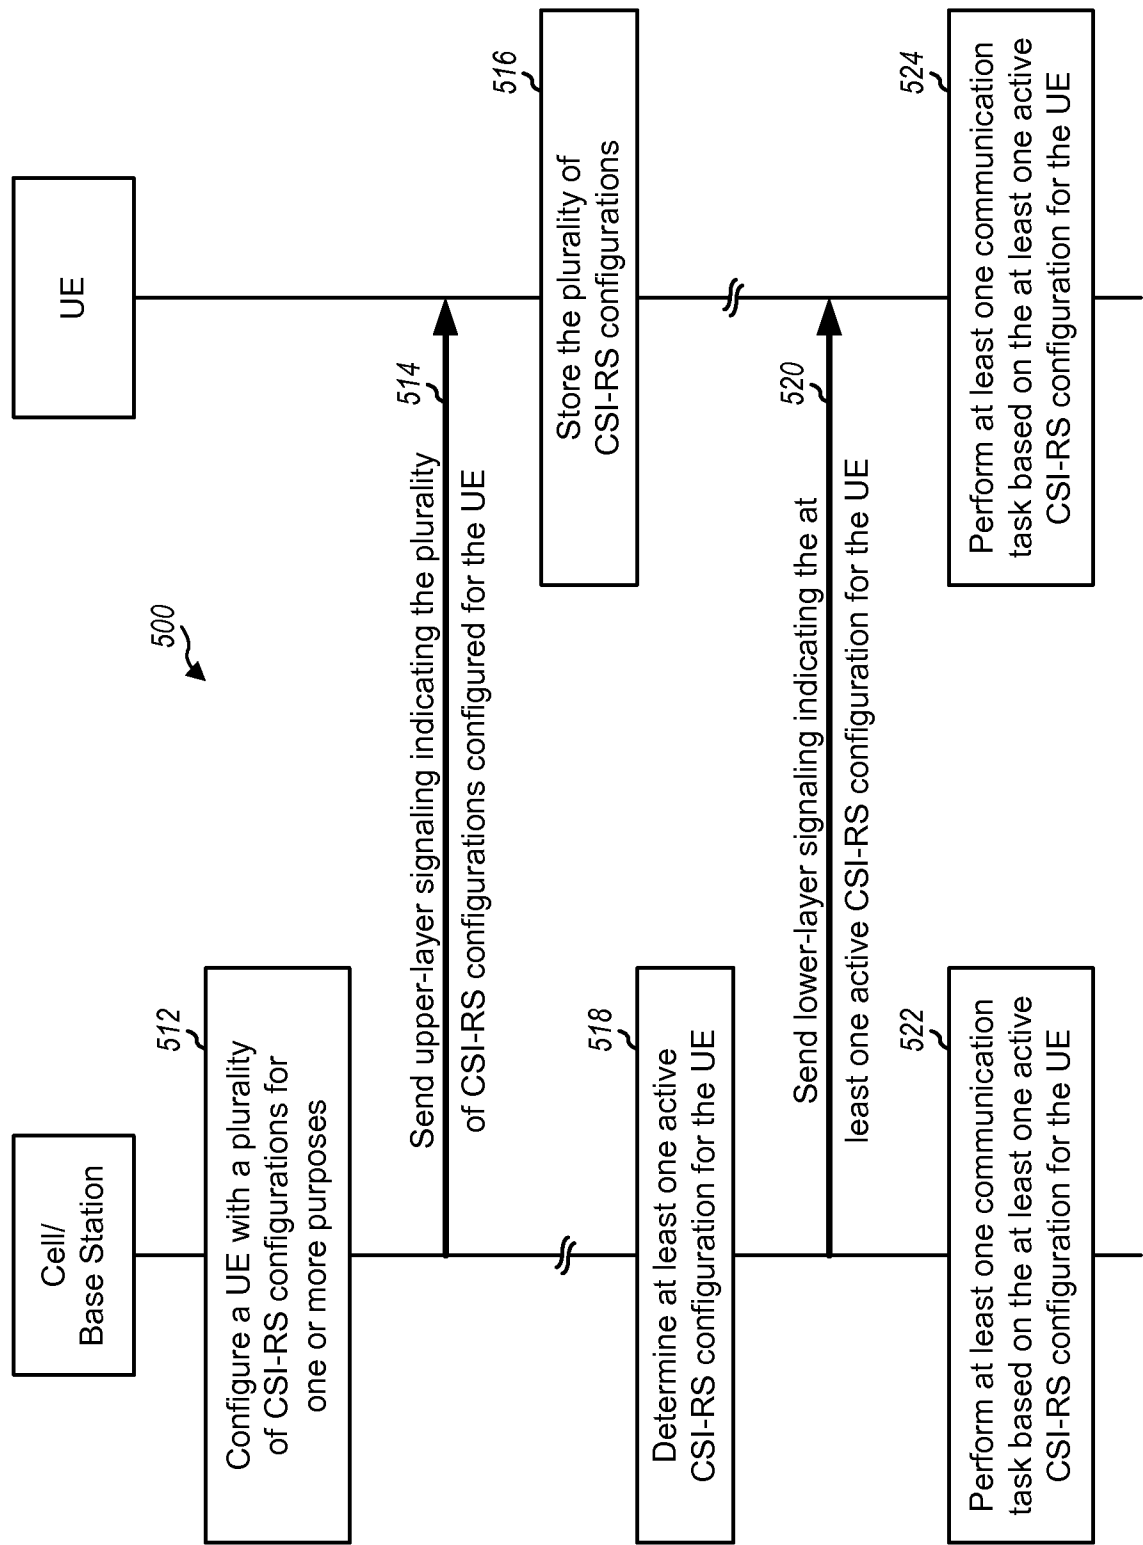 500
Cell/
Base Station
UE
512
Configure a UE with a plurality
of CSI-RS configurations for
one or more purposes
Send upper-layer signaling indicating the plurality
514
of CSI-RS configurations configured for the UE
516
Store the plurality of
CSI-RS configurations
518
Determine at least one active
CSI-RS configuration for the UE
Send lower-layer signaling indicating the at
520
least one active CSI-RS configuration for the UE
522
Perform at least one communication
task based on the at least one active
CSI-RS configuration for the UE
524
Perform at least one communication
task based on the at least one active
CSI-RS configuration for the UE